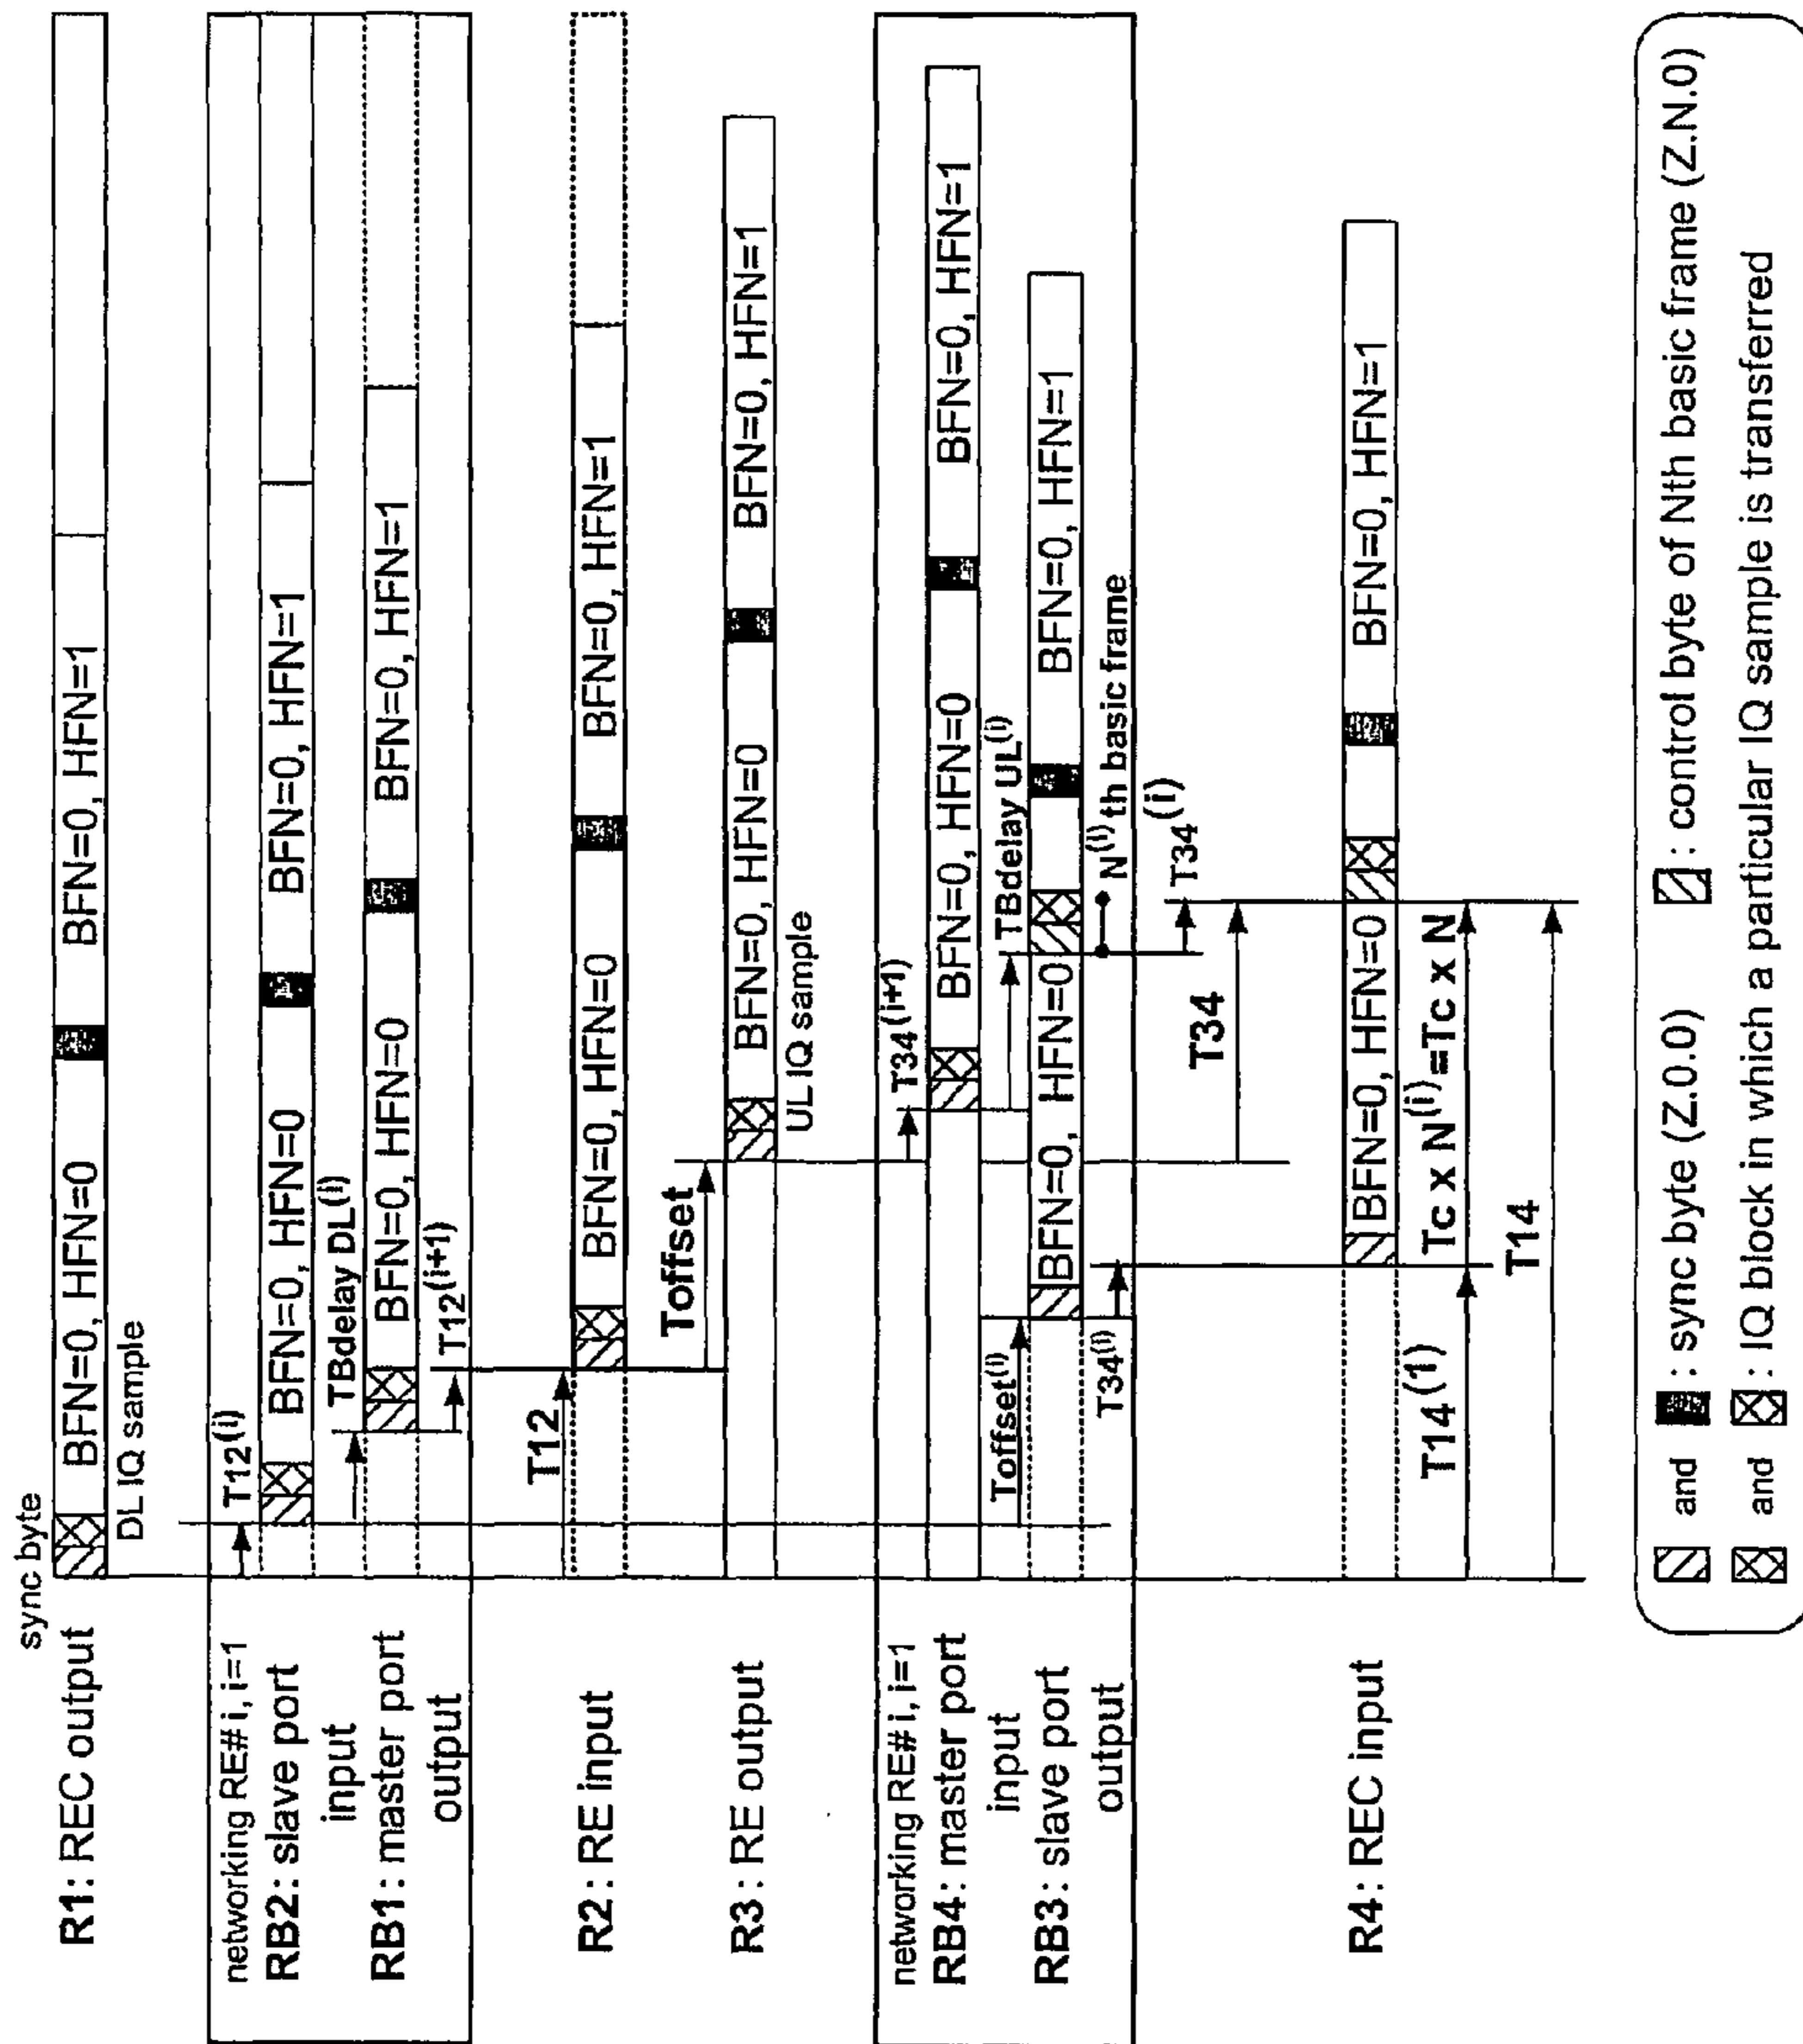 sync byte
R1: REC output
BFN=0, HFN=0
BFN=0, HFN=1
DL IQ sample
networking RE#i, i=1
T12(i)
RB2: slave port
input
BFN=0, HFN=0
BFN=0, HFN=1
TBdelay DL(i)
RB1: master port
output
BFN=0, HFN=0
BFN=0, HFN=1
T12(i+1)
T12
R2: RE input
BFN=0, HFN=0
BFN=0, HFN=1
Toffset
R3: RE output
BFN=0, HFN=0
BFN=0, HFN=1
UL IQ sample
networking RE#i, i=1
T34(i+1)
RB4: master port
input
BFN=0, HFN=0
BFN=0, HFN=1
Toffset(i)
TBdelay UL(i)
RB3: slave port
output
BFN=0, HFN=0
BFN=0, HFN=1
T34(i)
N(i)th basic frame
T34(i)
T34
R4: REC input
BFN=0, HFN=0
BFN=0, HFN=1
T14(1)
Tc x N(i)=Tc x N
T14
and : sync byte (Z.0.0)
: control byte of Nth basic frame (Z.N.0)
and : IQ block in which a particular IQ sample is transferred